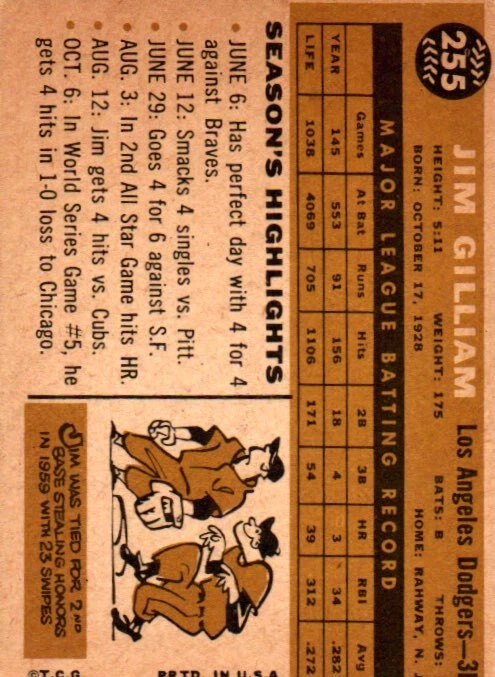 255
JIM GILLIAM Los Angeles Dodgers—3
HEIGHT: 5:11 WEIGHT: 175 BATS: B THROWS:
BORN: OCTOBER 17, 1928 HOME: RAHWAY, N. J
MAJOR LEAGUE BATTING RECORD
Games At Bat Runs Hits 2B 3B HR RBI Avg
YEAR 145 553 91 156 18 4 3 34 .282
LIFE 1038 4069 705 1106 171 54 39 312 .272
SEASON'S HIGHLIGHTS
• JUNE 6: Has perfect day with 4 for 4
against Braves.
• JUNE 12: Smacks 4 singles vs. Pitt.
• JUNE 29: Goes 4 for 6 against S.F.
• AUG. 3: In 2nd All Star Game hits HR.
• AUG. 12: Jim gets 4 hits vs. Cubs.
• OCT. 6: In World Series Game #5, he
gets 4 hits in 1-0 loss to Chicago.
JIM WAS TIED FOR 2ND
BASE STEALING HONORS
IN 1959 WITH 23 SWIPES
©T.C.G
PRTD. IN U.S.A